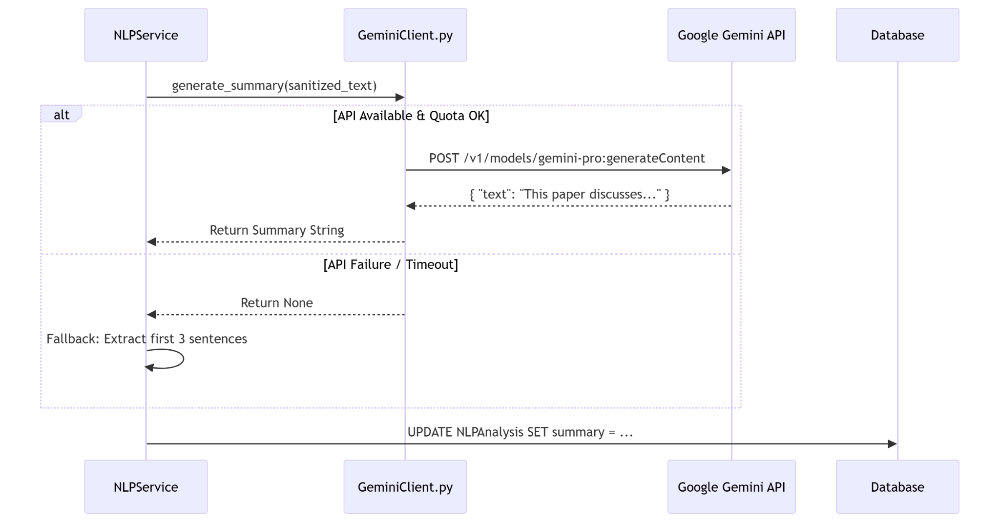 NLPService
GeminiClient.py
Google Gemini API
Database
generate_summary(sanitized_text)
alt
[API Available & Quota OK]
POST /v1/models/gemini-pro:generateContent
{ "text": "This paper discusses..." }
Return Summary String
[API Failure / Timeout]
Return None
Fallback: Extract first 3 sentences
UPDATE NLPAnalysis SET summary = ...
NLPService
GeminiClient.py
Google Gemini API
Database